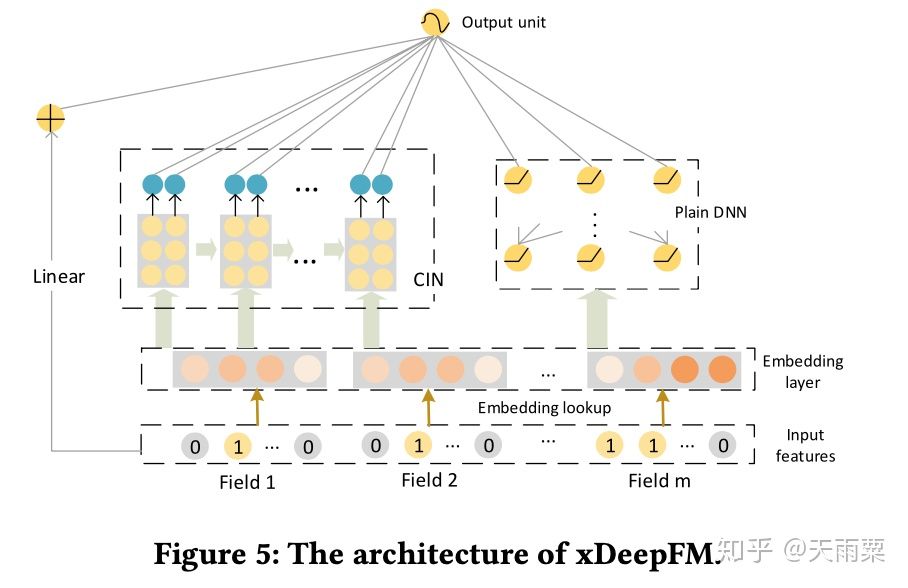 Output unit
Plain DNN
Linear
CIN
...
...
Embedding
layer
...
Embedding lookup
0 1 ... 0
0 1 ... 0
...
1 1 ... 0
Input
features
Field 1
Field 2
Field m
Figure 5: The architecture of xDeepFM.
知乎 @天雨粟